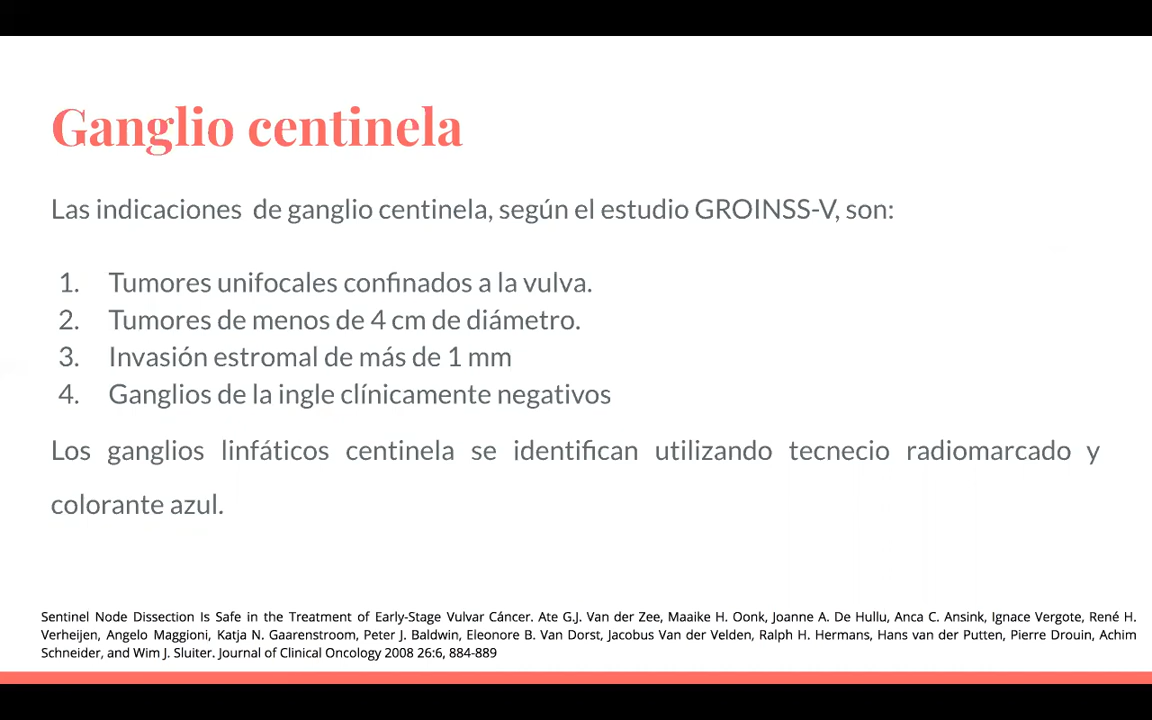 Ganglio centinela
Las indicaciones de ganglio centinela, según el estudio GROINSS-V, son:
1. Tumores unifocales confinados a la vulva.
2. Tumores de menos de 4 cm de diámetro.
3. Invasión estromal de más de 1 mm
4. Ganglios de la ingle clínicamente negativos
Los ganglios linfáticos centinela se identifican utilizando tecnecio radiomarcado y
colorante azul.
Sentinel Node Dissection Is Safe in the Treatment of Early-Stage Vulvar Cáncer. Ate G.J. Van der Zee, Maaike H. Oonk, Joanne A. De Hullu, Anca C. Ansink, Ignace Vergote, René H.
Verheijen, Angelo Maggioni, Katja N. Gaarenstroom, Peter J. Baldwin, Eleonore B. Van Dorst, Jacobus Van der Velden, Ralph H. Hermans, Hans van der Putten, Pierre Drouin, Achim
Schneider, and Wim J. Sluiter. Journal of Clinical Oncology 2008 26:6, 884-889